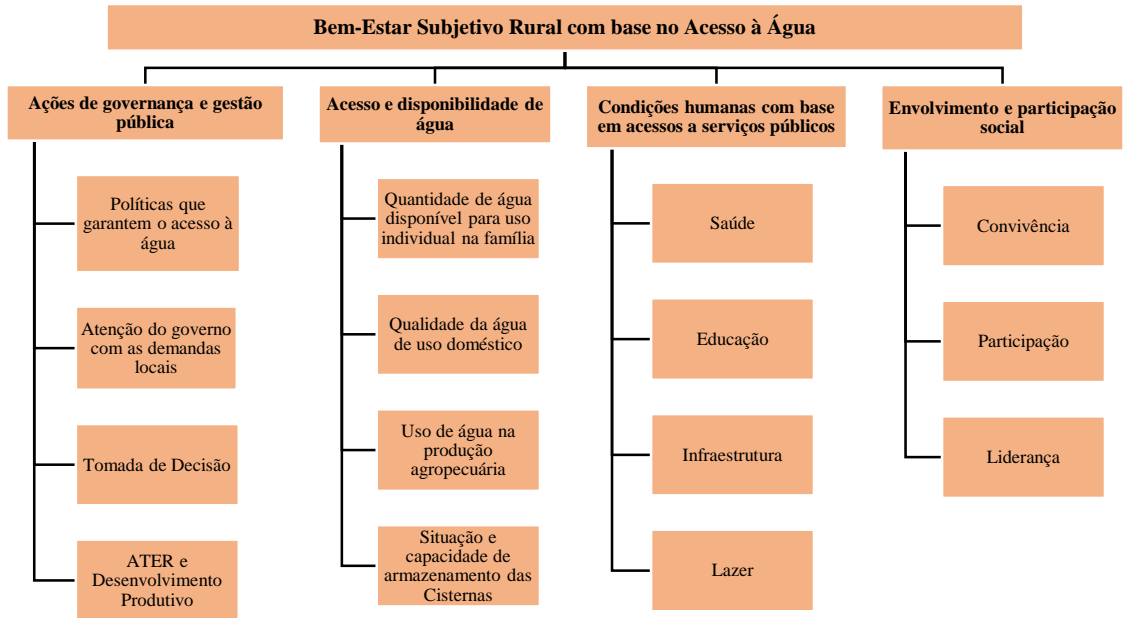 Bem-Estar Subjetivo Rural com base no Acesso à Água
Ações de governança e gestão
pública
Políticas que
garantem o acesso à
água
Atenção do governo
com as demandas
locais
Tomada de Decisão
ATER e
Desenvolvimento
Produtivo
Acesso e disponibilidade de
água
Quantidade de água
disponível para uso
individual na família
Qualidade da água
de uso doméstico
Uso de água na
produção
agropecuária
Situação e
capacidade de
armazenamento das
Cisternas
Condições humanas com base
em acessos a serviços públicos
Saúde
Educação
Infraestrutura
Lazer
Envolvimento e participação
social
Convivência
Participação
Liderança